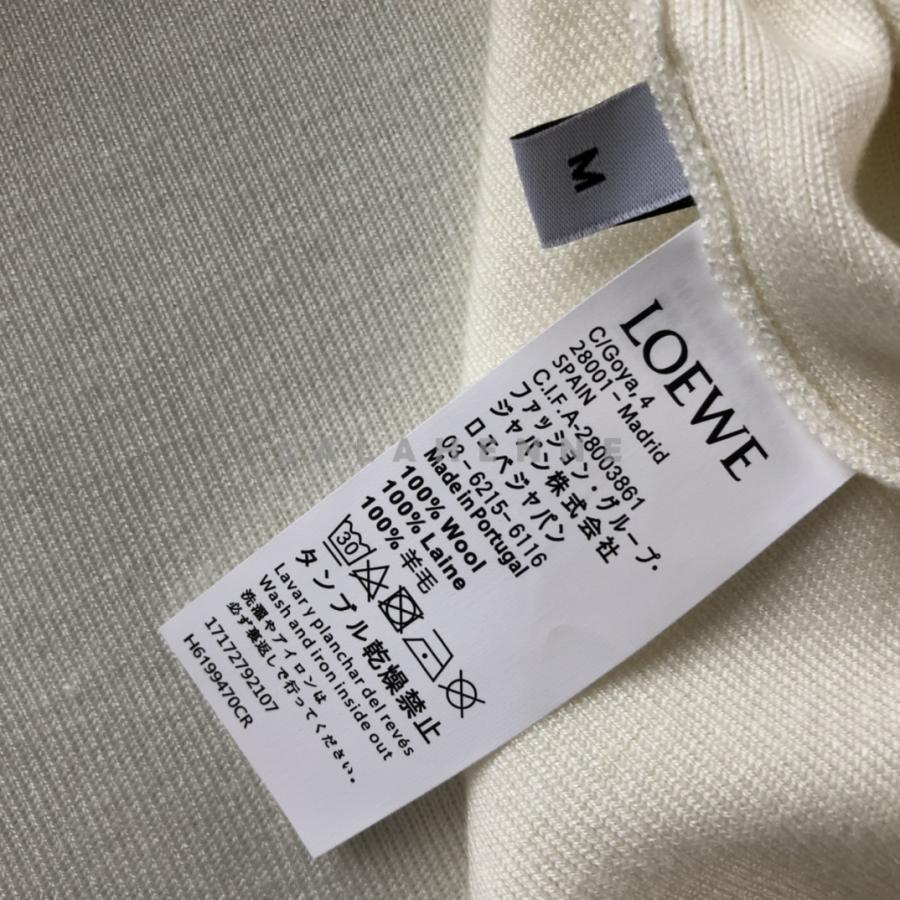 M
LOEWE
C/Goya, 4
28001 – Madrid
SPAIN
C.I.F. A-28003861
ファッション・グループ・
ジャパン株式会社
ロエベジャパン
03 – 6215- 6116
Made in Portugal
100% Wool
100% Laine
100% 羊毛
30
タンブル乾燥禁止
Lavar y planchar del revés
Wash and iron inside out
洗濯やアイロンは
必ず裏返しで行ってください。
17172792107
H6199470CR